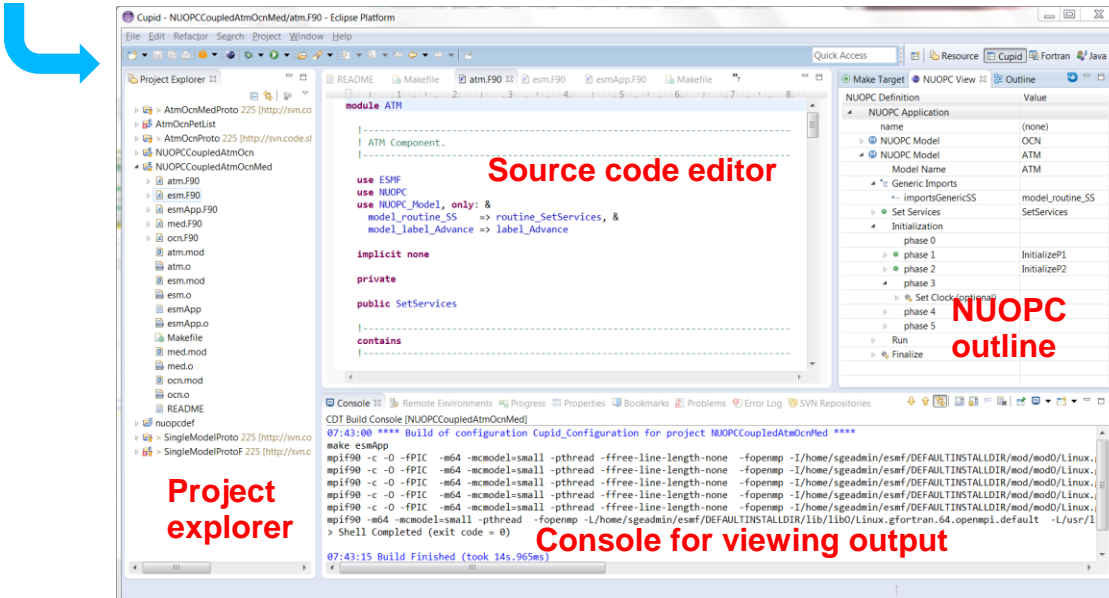 Cupid - NUOPCCoupledAtmOcnMed/atm.F90 - Eclipse Platform
File Edit Refactor Search Project Window Help
Quick Access Resource Cupid Fortran Java
Project Explorer
> AtmOcnMedProto 225 [http://svn.co
AtmOcnPetList
> AtmOcnProto 225 [http://svn.code.sf
NUOPCCoupledAtmOcn
NUOPCCoupledAtmOcnMed
atm.F90
esm.F90
esmApp.F90
med.F90
ocn.F90
atm.mod
atm.o
esm.mod
esm.o
esmApp
esmApp.o
Makefile
med.mod
med.o
ocn.mod
ocn.o
README
nuopcdef
> SingleModelProto 225 [http://svn.co
> SingleModelProtoF 225 [http://svn.c
Project
explorer
README Makefile atm.F90 esm.F90 esmApp.F90 Makefile "7
1 2 3 4 5 6 7 8
module ATM
!-----------------------------------------------------------------------------
! ATM Component.
!-----------------------------------------------------------------------------
Source code editor
use ESMF
use NUOPC
use NUOPC_Model, only: &
model_routine_SS => routine_SetServices, &
model_label_Advance => label_Advance
implicit none
private
public SetServices
!-----------------------------------------------------------------------------
contains
!-----------------------------------------------------------------------------
Make Target NUOPC View Outline
NUOPC Definition Value
NUOPC Application
name (none)
NUOPC Model OCN
NUOPC Model ATM
Model Name ATM
Generic Imports
importsGenericSS model_routine_SS
Set Services SetServices
Initialization
phase 0
phase 1 InitializeP1
phase 2 InitializeP2
phase 3
Set Clock (optional)
phase 4
phase 5
Run
Finalize
NUOPC
outline
Console Remote Environments Progress Properties Bookmarks Problems Error Log SVN Repositories
CDT Build Console [NUOPCCoupledAtmOcnMed]
07:43:00 **** Build of configuration Cupid_Configuration for project NUOPCCoupledAtmOcnMed ****
make esmApp
mpif90 -c -O -fPIC -m64 -mcmodel=small -pthread -ffree-line-length-none -fopenmp -I/home/sgeadmin/esmf/DEFAULTINSTALLDIR/mod/modO/Linux.
mpif90 -c -O -fPIC -m64 -mcmodel=small -pthread -ffree-line-length-none -fopenmp -I/home/sgeadmin/esmf/DEFAULTINSTALLDIR/mod/modO/Linux.
mpif90 -c -O -fPIC -m64 -mcmodel=small -pthread -ffree-line-length-none -fopenmp -I/home/sgeadmin/esmf/DEFAULTINSTALLDIR/mod/modO/Linux.
mpif90 -c -O -fPIC -m64 -mcmodel=small -pthread -ffree-line-length-none -fopenmp -I/home/sgeadmin/esmf/DEFAULTINSTALLDIR/mod/modO/Linux.
mpif90 -c -O -fPIC -m64 -mcmodel=small -pthread -ffree-line-length-none -fopenmp -I/home/sgeadmin/esmf/DEFAULTINSTALLDIR/mod/modO/Linux.
mpif90 -m64 -mcmodel=small -pthread -fopenmp -L/home/sgeadmin/esmf/DEFAULTINSTALLDIR/lib/libO/Linux.gfortran.64.openmpi.default -L/usr/l
> Shell Completed (exit code = 0)
Console for viewing output
07:43:15 Build Finished (took 14s.965ms)